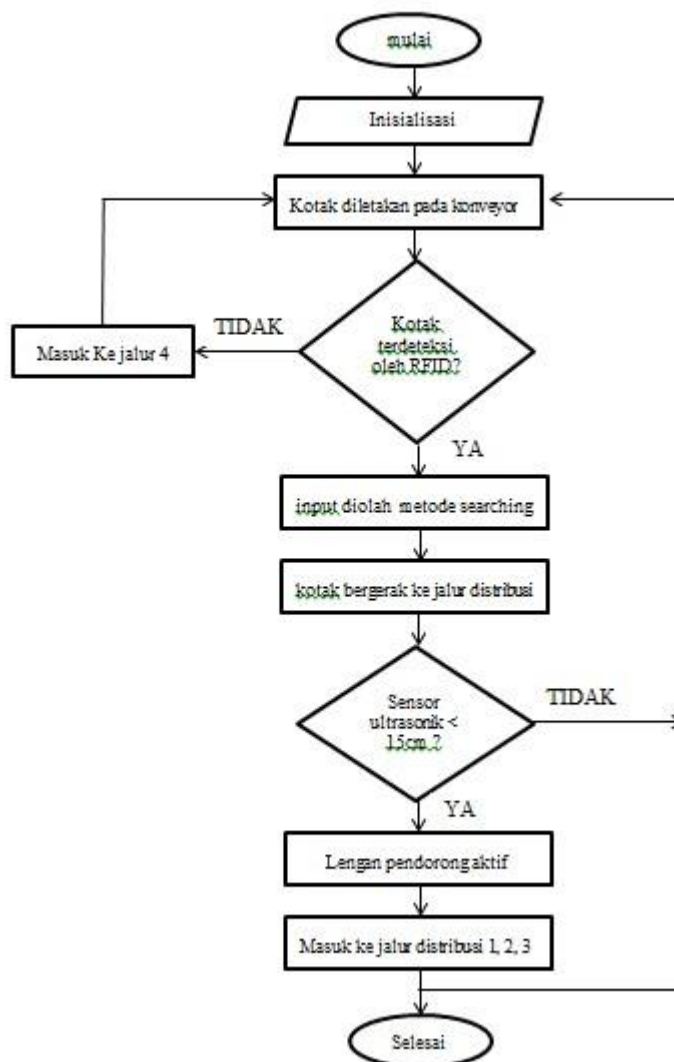 mulai
Inisialisasi
Kotak diletakan pada konveyor
Kotak
terdeteksi
oleh RFID?
TIDAK
Masuk Ke jalur 4
YA
input diolah metode searching
kotak bergerak ke jalur distribusi
Sensor
ultrasonik <
15cm ?
TIDAK
YA
Lengan pendorong aktif
Masuk ke jalur distribusi 1, 2, 3
Selesai